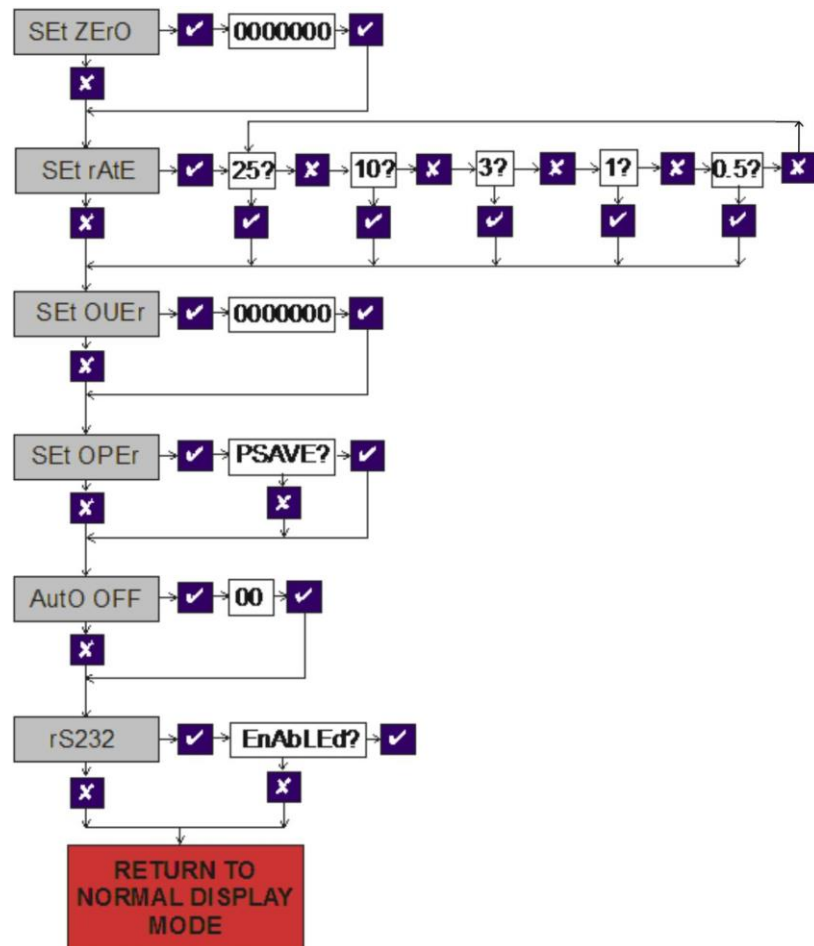 SEt ZErO ✔ 0000000 ✔
✘
SEt rAtE ✔ 25? ✘ 10? ✘ 3? ✘ 1? ✘ 0.5? ✘
✘ ✔ ✔ ✔ ✔ ✔
SEt OUEr ✔ 0000000 ✔
✘
SEt OPEr ✔ PSAVE? ✔
✘ ✘
AutO OFF ✔ 00 ✔
✘
rS232 ✔ EnAbLEd? ✔
✘ ✘
RETURN TO
NORMAL DISPLAY
MODE